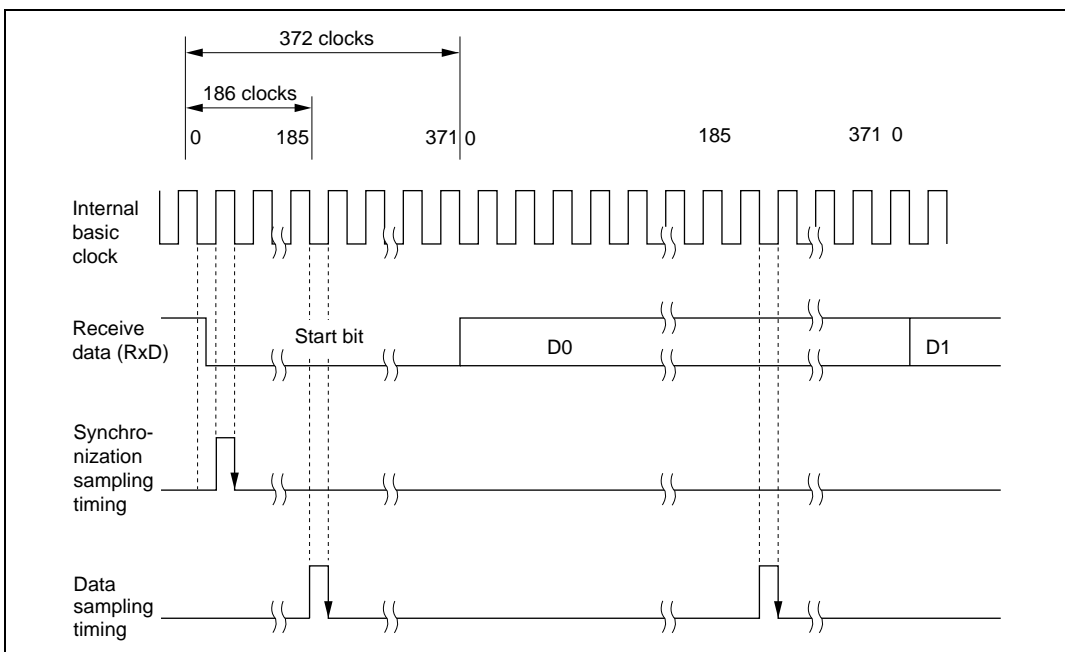 372 clocks
186 clocks
0 185 371 0 185 371 0
Internal
basic
clock
Receive
data (RxD)
Start bit
D0
D1
Synchro-
nization
sampling
timing
Data
sampling
timing